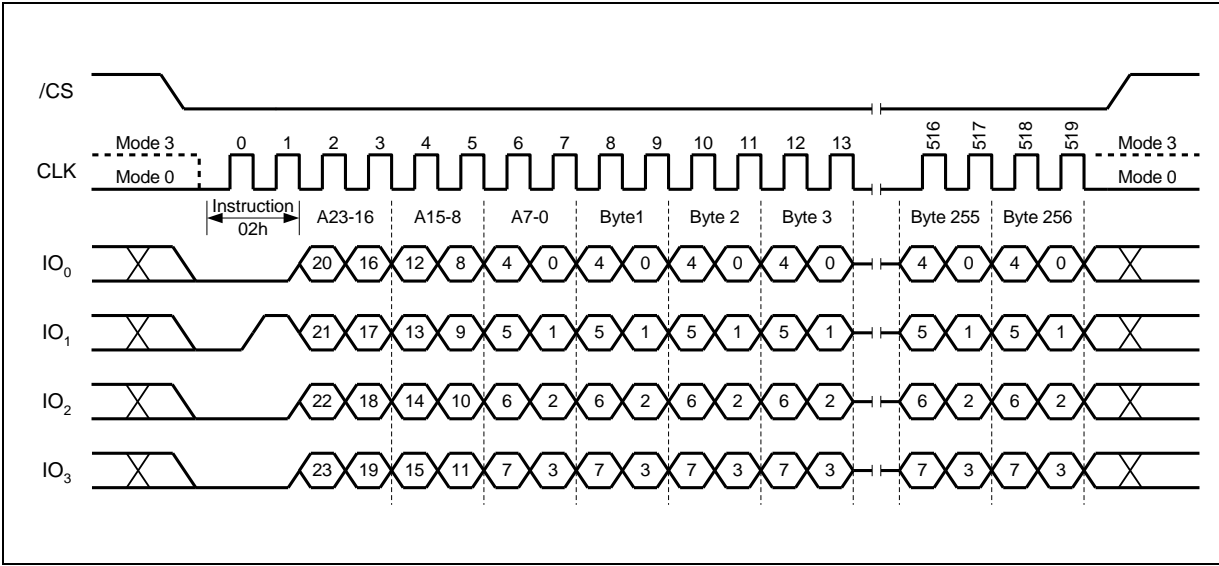 /CS
Mode 3 0 1 2 3 4 5 6 7 8 9 10 11 12 13 516 517 518 519 Mode 3
CLK
Mode 0 Mode 0
Instruction
02h
A23-16 A15-8 A7-0 Byte1 Byte 2 Byte 3 Byte 255 Byte 256
IO0 20 16 12 8 4 0 4 0 4 0 4 0 4 0 4 0
IO1 21 17 13 9 5 1 5 1 5 1 5 1 5 1 5 1
IO2 22 18 14 10 6 2 6 2 6 2 6 2 6 2 6 2
IO3 23 19 15 11 7 3 7 3 7 3 7 3 7 3 7 3